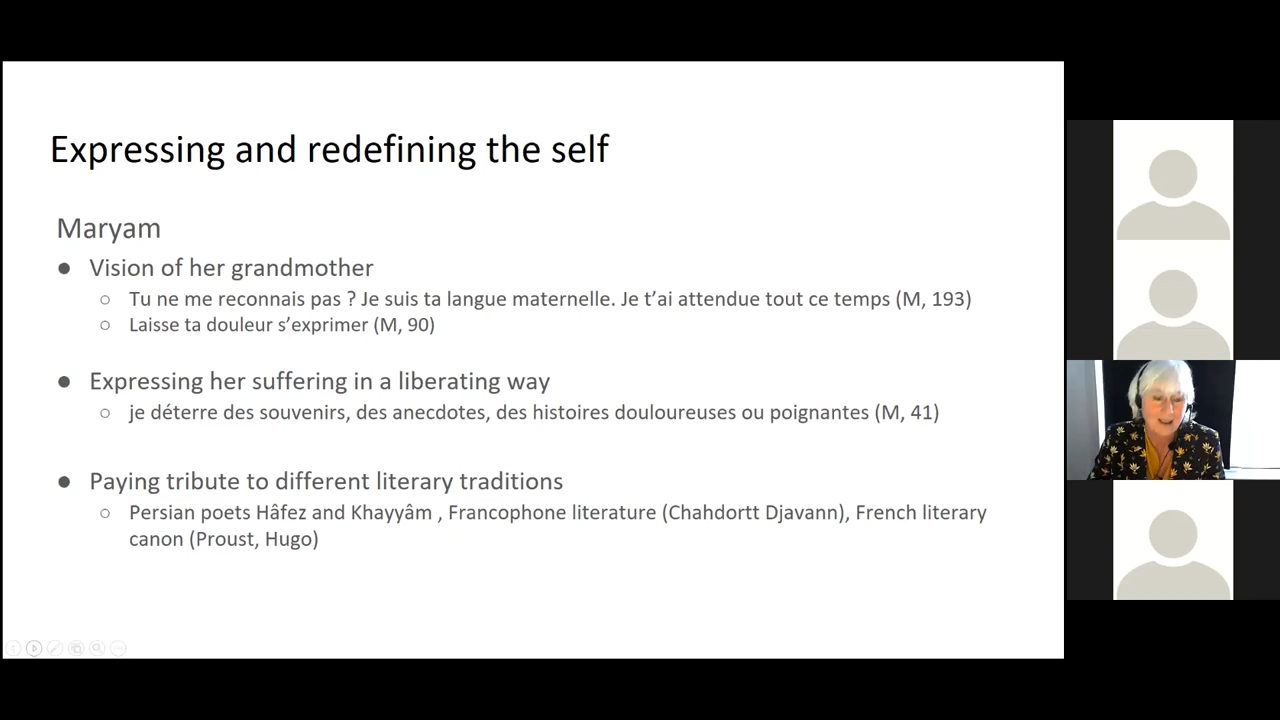 Expressing and redefining the self
Maryam
● Vision of her grandmother
○ Tu ne me reconnais pas ? Je suis ta langue maternelle. Je t’ai attendue tout ce temps (M, 193)
○ Laisse ta douleur s’exprimer (M, 90)
● Expressing her suffering in a liberating way
○ je déterre des souvenirs, des anecdotes, des histoires douloureuses ou poignantes (M, 41)
● Paying tribute to different literary traditions
○ Persian poets Hâfez and Khayyâm , Francophone literature (Chahdortt Djavann), French literary
canon (Proust, Hugo)